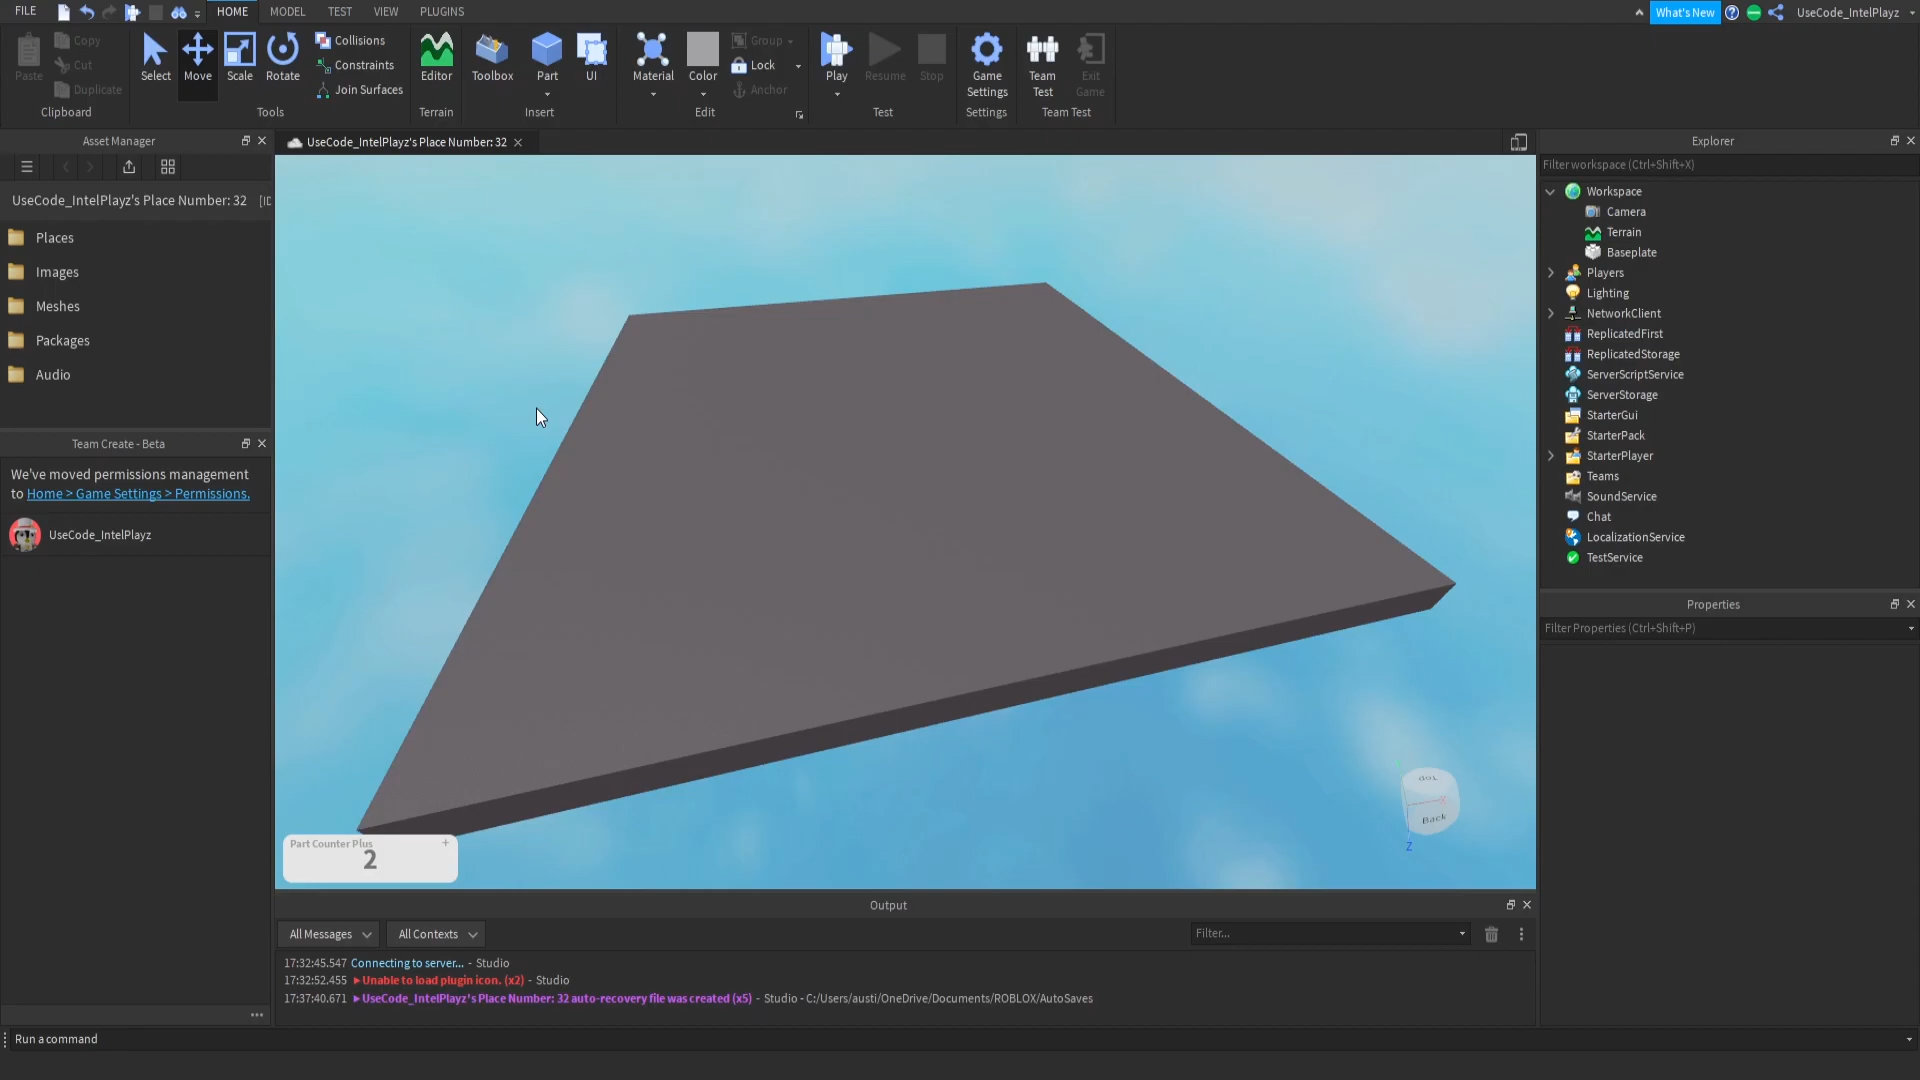 FILE
HOME
MODEL
TEST
VIEW
PLUGINS
What's New
UseCode_IntelPlayz
Paste
Copy
Cut
Duplicate
Clipboard
Select
Move
Scale
Rotate
Collisions
Constraints
Join Surfaces
Tools
Editor
Terrain
Toolbox
Part
UI
Insert
Material
Color
Group
Lock
Anchor
Edit
Play
Resume
Stop
Test
Game
Settings
Settings
Team
Test
Exit
Game
Team Test
Asset Manager
UseCode_IntelPlayz's Place Number: 32 [ID
Places
Images
Meshes
Packages
Audio
Team Create - Beta
We've moved permissions management
to Home > Game Settings > Permissions.
UseCode_IntelPlayz
UseCode_IntelPlayz's Place Number: 32
Top
Back
X
Z
Part Counter Plus +
2
Output
All Messages
All Contexts
Filter...
17:32:45.547 Connecting to server... - Studio
17:32:52.455 Unable to load plugin icon. (x2) - Studio
17:37:40.671 UseCode_IntelPlayz's Place Number: 32 auto-recovery file was created (x5) - Studio - C:/Users/austi/OneDrive/Documents/ROBLOX/AutoSaves
Run a command
Explorer
Filter workspace (Ctrl+Shift+X)
Workspace
Camera
Terrain
Baseplate
Players
Lighting
NetworkClient
ReplicatedFirst
ReplicatedStorage
ServerScriptService
ServerStorage
StarterGui
StarterPack
StarterPlayer
Teams
SoundService
Chat
LocalizationService
TestService
Properties
Filter Properties (Ctrl+Shift+P)